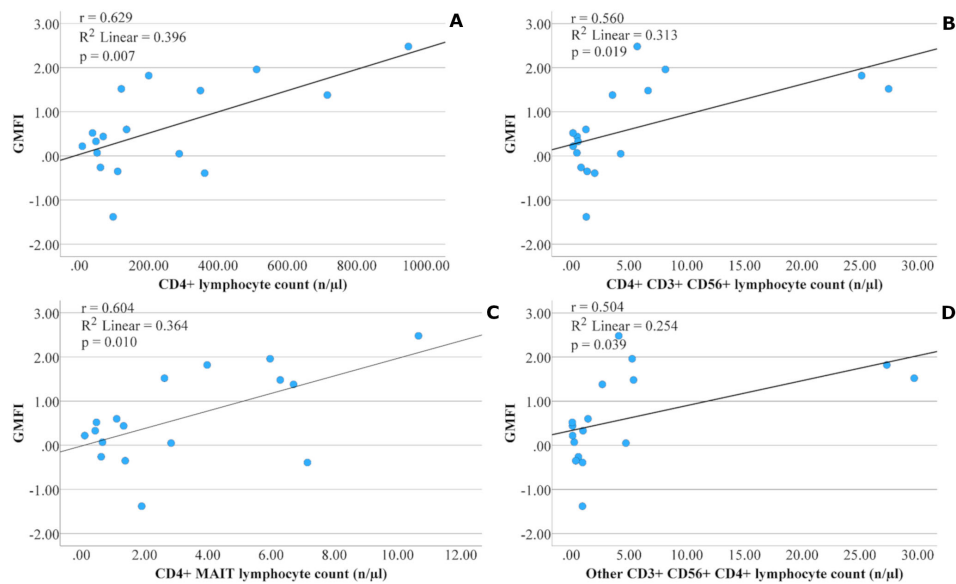 A
r = 0.629
R² Linear = 0.396
p = 0.007
GMFI
3.00
2.00
1.00
.00
-1.00
-2.00
.00 200.00 400.00 600.00 800.00 1000.00
CD4+ lymphocyte count (n/µl)
B
r = 0.560
R² Linear = 0.313
p = 0.019
GMFI
3.00
2.00
1.00
.00
-1.00
-2.00
.00 5.00 10.00 15.00 20.00 25.00 30.00
CD4+ CD3+ CD56+ lymphocyte count (n/µl)
C
r = 0.604
R² Linear = 0.364
p = 0.010
GMFI
3.00
2.00
1.00
.00
-1.00
-2.00
.00 2.00 4.00 6.00 8.00 10.00 12.00
CD4+ MAIT lymphocyte count (n/µl)
D
r = 0.504
R² Linear = 0.254
p = 0.039
GMFI
3.00
2.00
1.00
.00
-1.00
-2.00
.00 5.00 10.00 15.00 20.00 25.00 30.00
Other CD3+ CD56+ CD4+ lymphocyte count (n/µl)